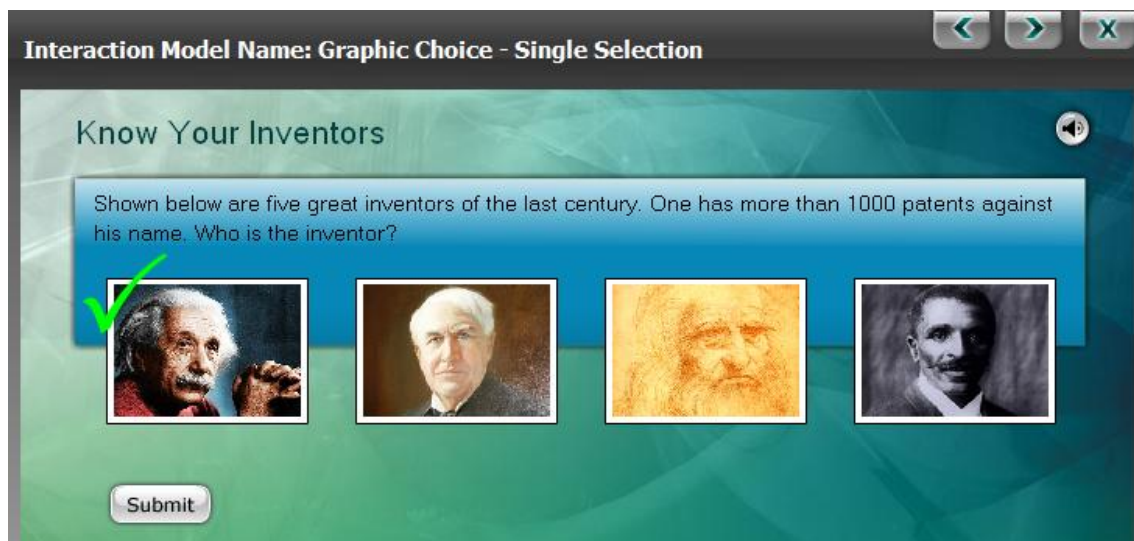 Interaction Model Name: Graphic Choice - Single Selection
X
Know Your Inventors
Shown below are five great inventors of the last century. One has more than 1000 patents against
his name. Who is the inventor?
Submit